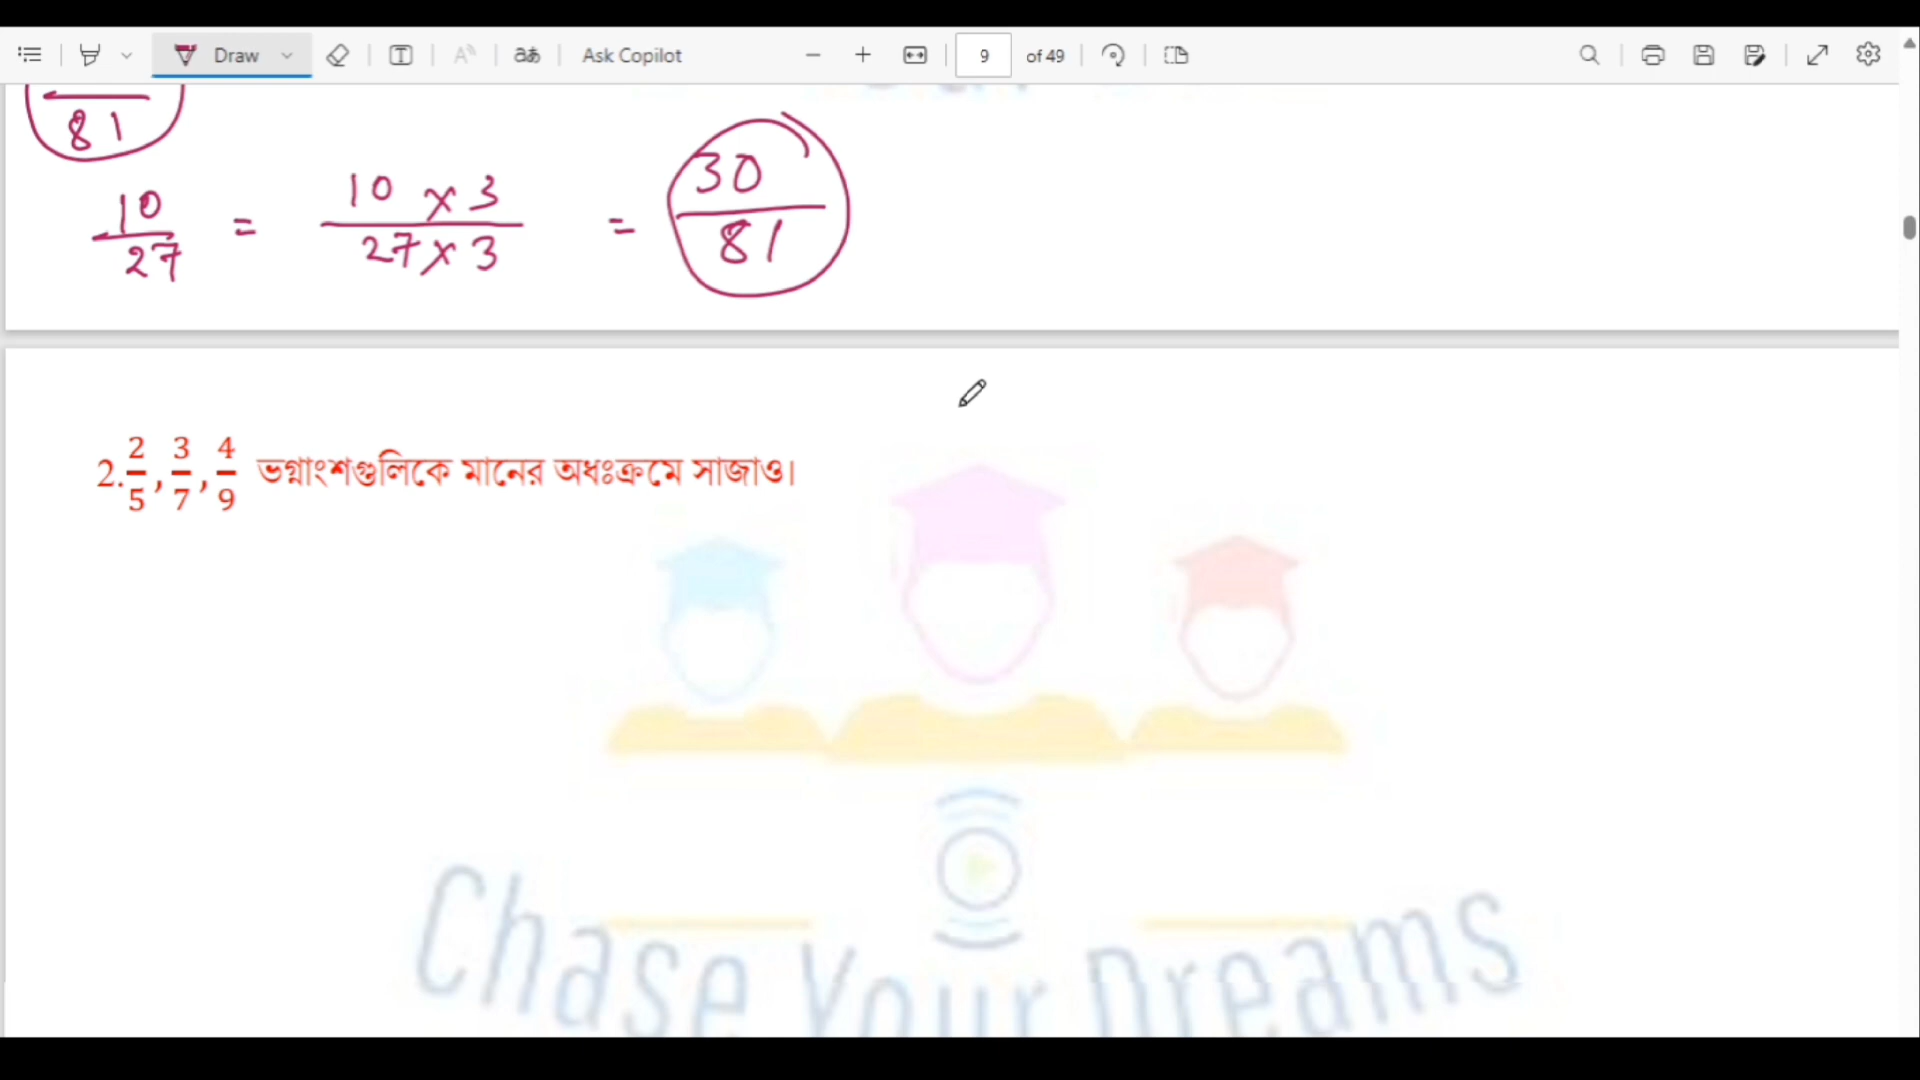 Draw Ask Copilot 9 of 49
81
10/27 = 10 x 3/27 x 3 = 30/81
2. 2/5, 3/7, 4/9 ভগ্নাংশগুলিকে মানের অধঃক্রমে সাজাও।
Chase Your Dreams